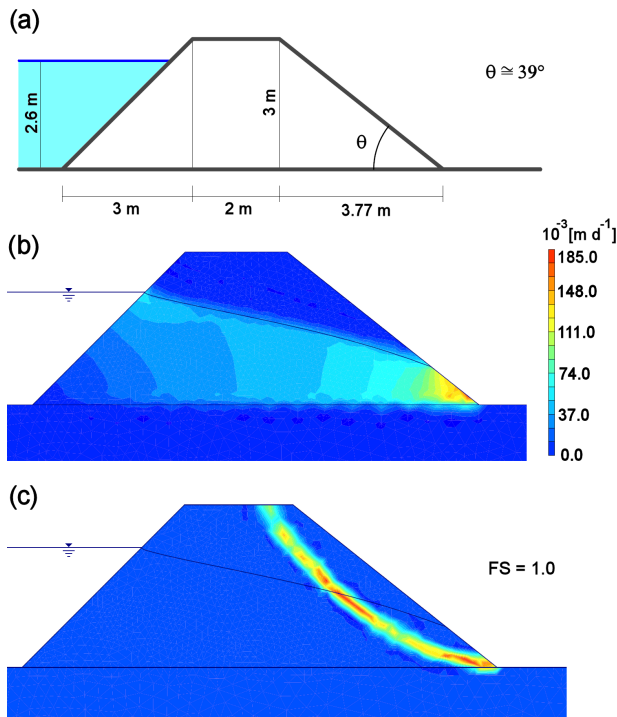 (a)
θ ≅ 39°
2.6 m
3 m
θ
3 m
2 m
3.77 m
(b)
10⁻³[m d⁻¹]
185.0
148.0
111.0
74.0
37.0
0.0
(c)
FS = 1.0